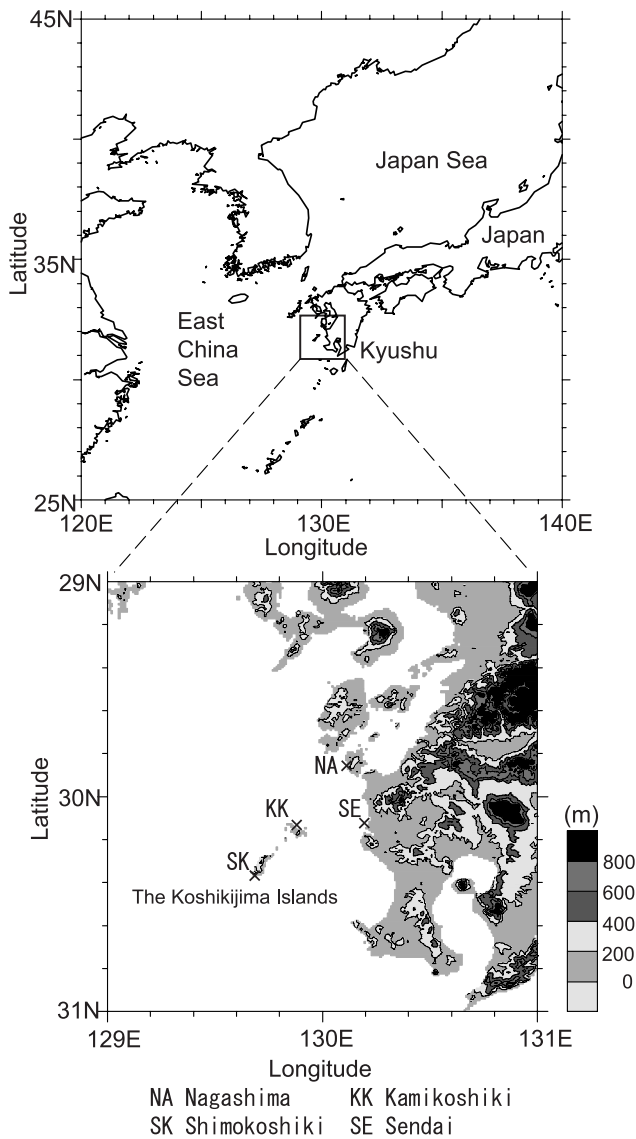 45N
Japan Sea
Japan
Latitude
35N
East
China
Sea
Kyushu
25N
120E
130E
140E
Longitude
29N
NA
Latitude
30N
KK
SE
(m)
SK
800
The Koshikijima Islands
600
400
200
0
31N
129E
130E
131E
Longitude
NA Nagashima KK Kamikoshiki
SK Shimokoshiki SE Sendai